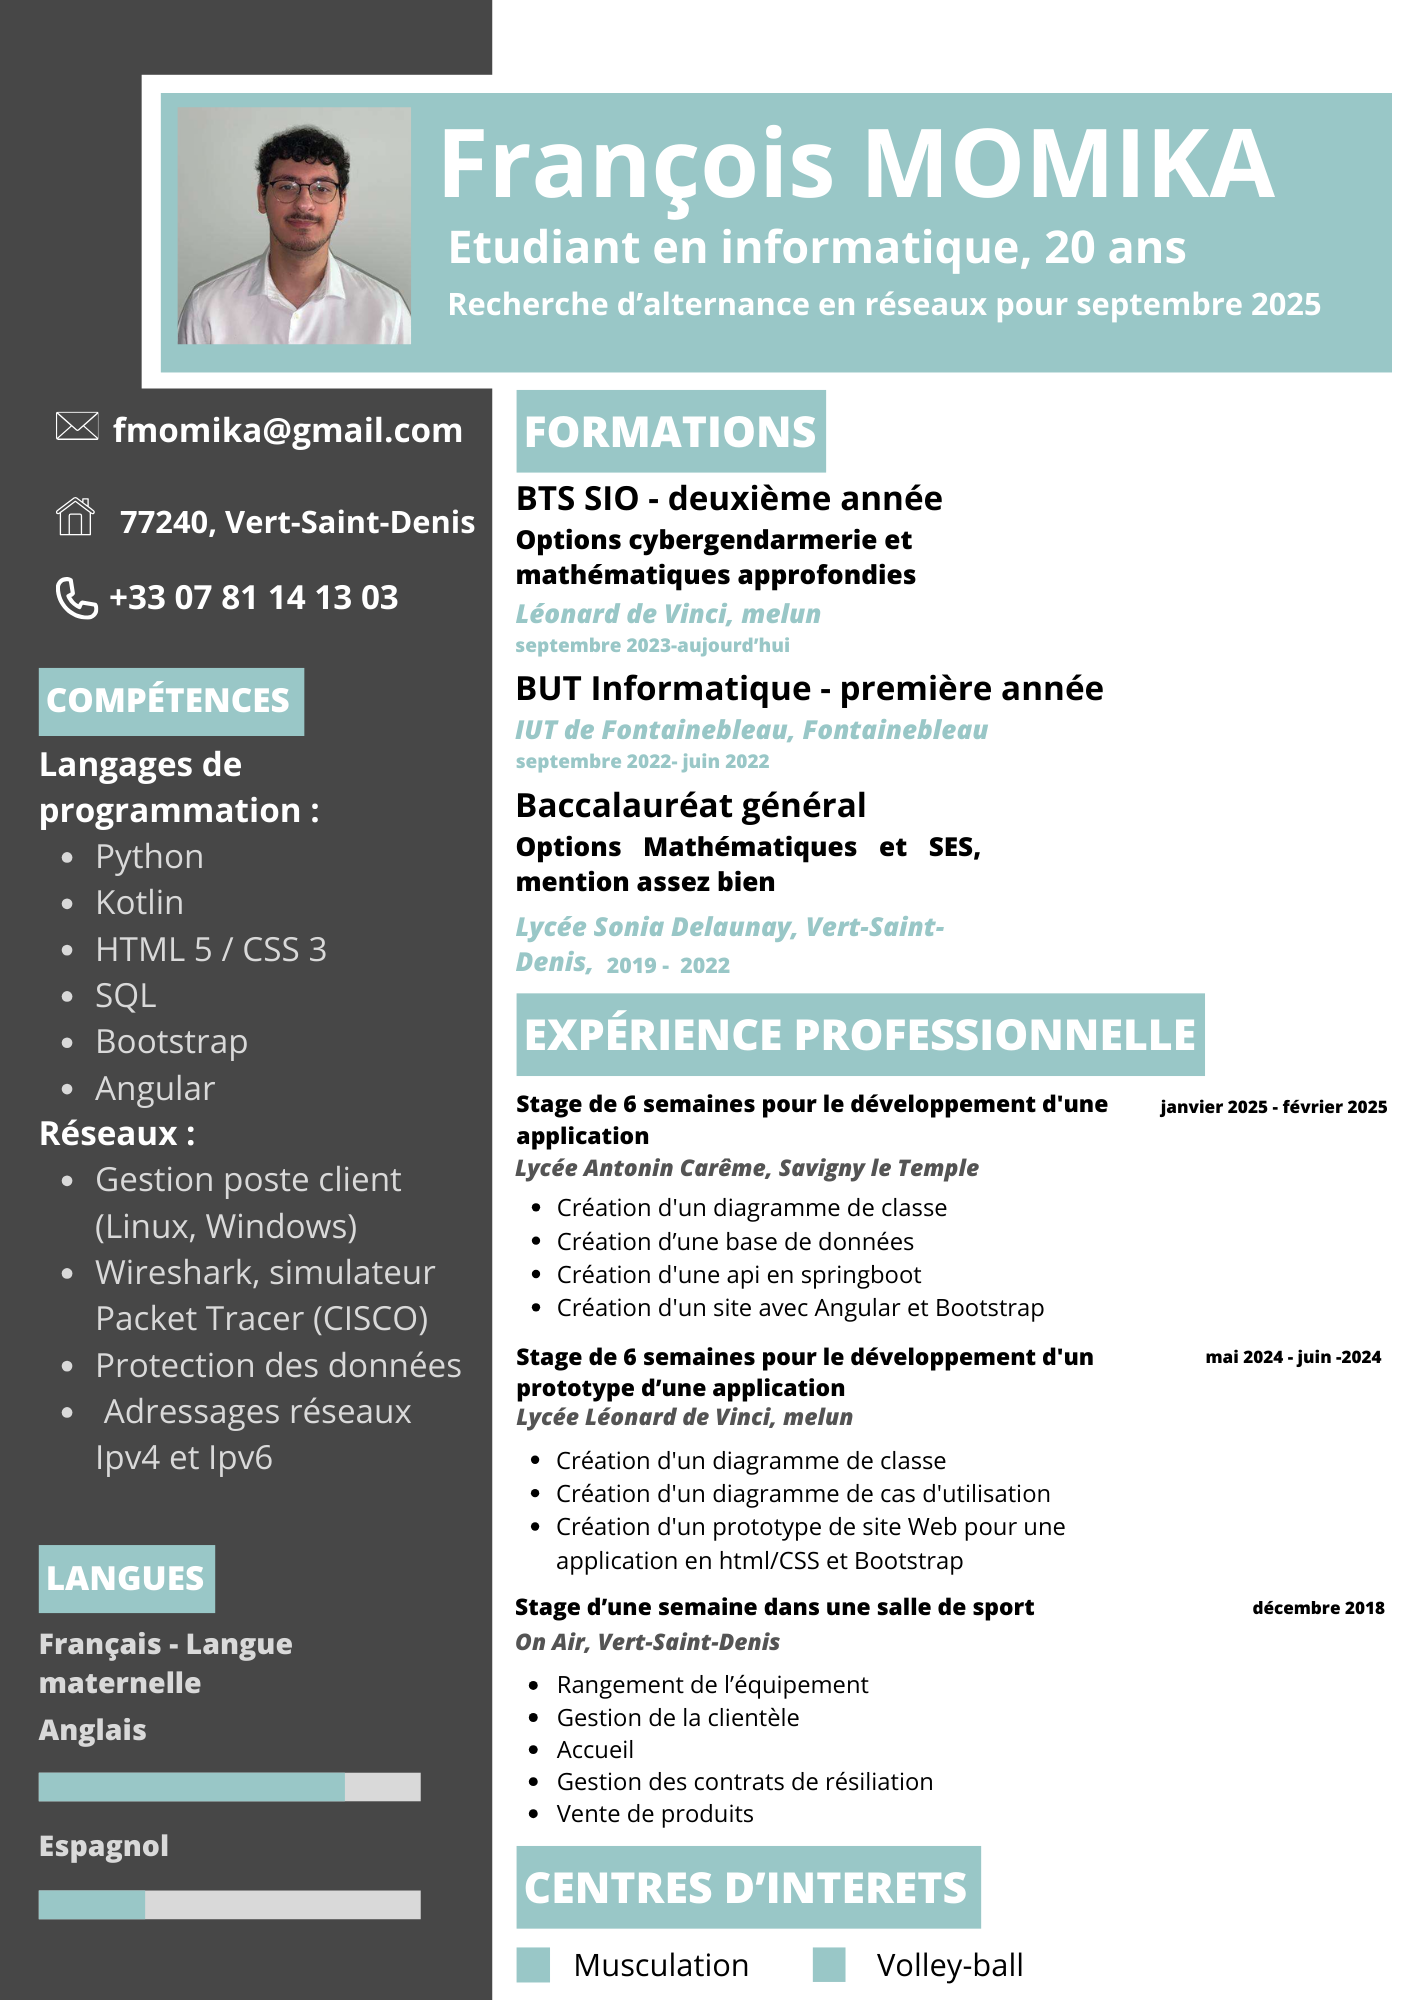 François MOMIKA
Etudiant en informatique, 20 ans
Recherche d’alternance en réseaux pour septembre 2025
fmomika@gmail.com
77240, Vert-Saint-Denis
+33 07 81 14 13 03
COMPÉTENCES
Langages de
programmation :
• Python
• Kotlin
• HTML 5 / CSS 3
• SQL
• Bootstrap
• Angular
Réseaux :
• Gestion poste client
(Linux, Windows)
• Wireshark, simulateur
Packet Tracer (CISCO)
• Protection des données
• Adressages réseaux
Ipv4 et Ipv6
LANGUES
Français - Langue
maternelle
Anglais
Espagnol
FORMATIONS
BTS SIO - deuxième année
Options cybergendarmerie et
mathématiques approfondies
Léonard de Vinci, melun
septembre 2023-aujourd’hui
BUT Informatique - première année
IUT de Fontainebleau, Fontainebleau
septembre 2022- juin 2022
Baccalauréat général
Options Mathématiques et SES,
mention assez bien
Lycée Sonia Delaunay, Vert-Saint-
Denis, 2019 - 2022
EXPÉRIENCE PROFESSIONNELLE
Stage de 6 semaines pour le développement d'une janvier 2025 - février 2025
application
Lycée Antonin Carême, Savigny le Temple
• Création d'un diagramme de classe
• Création d’une base de données
• Création d'une api en springboot
• Création d'un site avec Angular et Bootstrap
Stage de 6 semaines pour le développement d'un mai 2024 - juin -2024
prototype d’une application
Lycée Léonard de Vinci, melun
• Création d'un diagramme de classe
• Création d'un diagramme de cas d'utilisation
• Création d'un prototype de site Web pour une
application en html/CSS et Bootstrap
Stage d’une semaine dans une salle de sport décembre 2018
On Air, Vert-Saint-Denis
• Rangement de l’équipement
• Gestion de la clientèle
• Accueil
• Gestion des contrats de résiliation
• Vente de produits
CENTRES D’INTERETS
Musculation Volley-ball